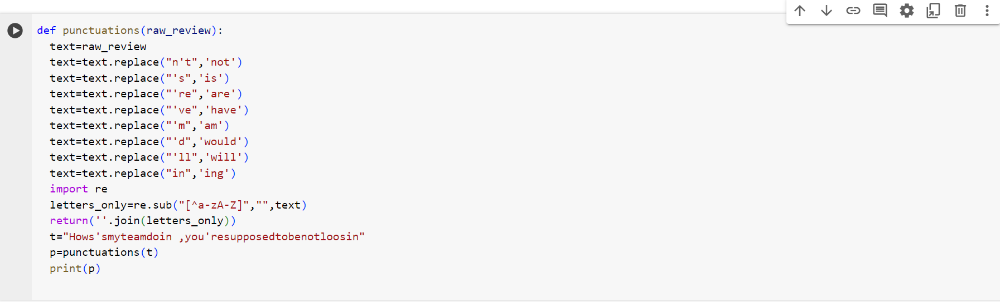 def punctuations(raw_review):
  text=raw_review
  text=text.replace("n't",'not')
  text=text.replace("'s",'is')
  text=text.replace("'re",'are')
  text=text.replace("'ve",'have')
  text=text.replace("'m",'am')
  text=text.replace("'d",'would')
  text=text.replace("'ll",'will')
  text=text.replace("in",'ing')
  import re
  letters_only=re.sub("[^a-zA-Z]","",text)
  return(''.join(letters_only))
  t="Hows'smyteamdoin ,you'resupposedtobenotloosin"
  p=punctuations(t)
  print(p)